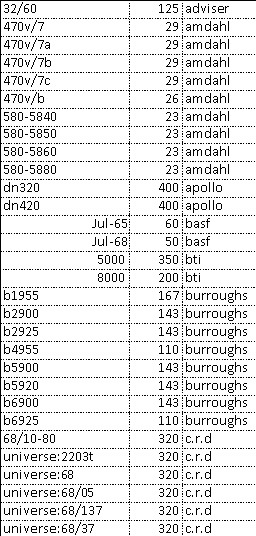 32/60 125 adviser
470v/7 29 amdahl
470v/7a 29 amdahl
470v/7b 29 amdahl
470v/7c 29 amdahl
470v/b 26 amdahl
580-5840 23 amdahl
580-5850 23 amdahl
580-5860 23 amdahl
580-5880 23 amdahl
dn320 400 apollo
dn420 400 apollo
Jul-65 60 basf
Jul-68 50 basf
5000 350 bti
8000 200 bti
b1955 167 burroughs
b2900 143 burroughs
b2925 143 burroughs
b4955 110 burroughs
b5900 143 burroughs
b5920 143 burroughs
b6900 143 burroughs
b6925 110 burroughs
68/10-80 320 c.r.d
universe:2203t 320 c.r.d
universe:68 320 c.r.d
universe:68/05 320 c.r.d
universe:68/137 320 c.r.d
universe:68/37 320 c.r.d